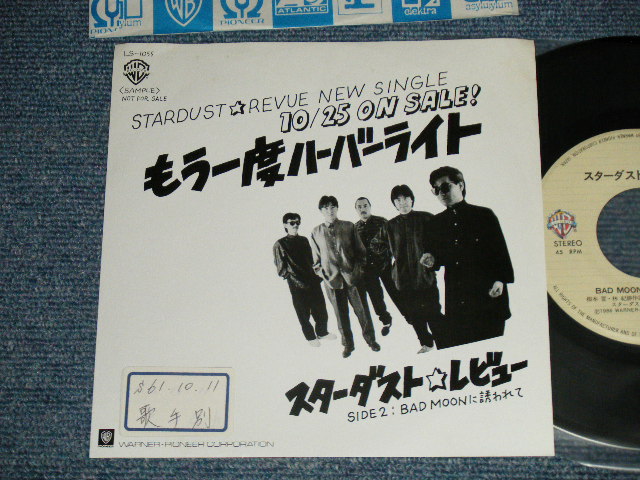 ylum
PIONEER
ATLANTIC
elektra
asylum
LS-1055
<SAMPLE>
NOT FOR SALE
STARDUST☆REVUE NEW SINGLE
10/25 ON SALE!
もう一度ハーバーライト
スターダスト☆レビュー
SIDE2:BAD MOONに誘われて
S61.10.11
歌手別
WARNER-PIONEER CORPORATION
スターダスト
STEREO
45 RPM
BAD MOON